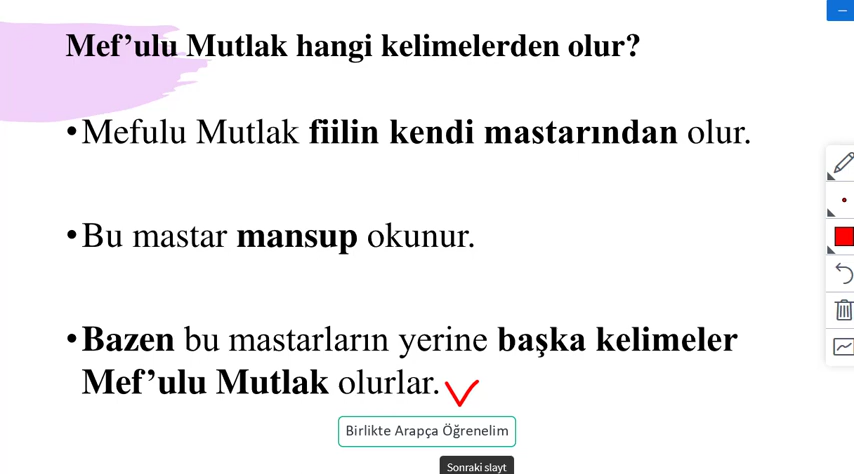 Mef’ulu Mutlak hangi kelimelerden olur?
•Mefulu Mutlak fiilin kendi mastarından olur.
•Bu mastar mansup okunur.
•Bazen bu mastarların yerine başka kelimeler
Mef’ulu Mutlak olurlar.
Birlikte Arapça Öğrenelim
Sonraki slayt